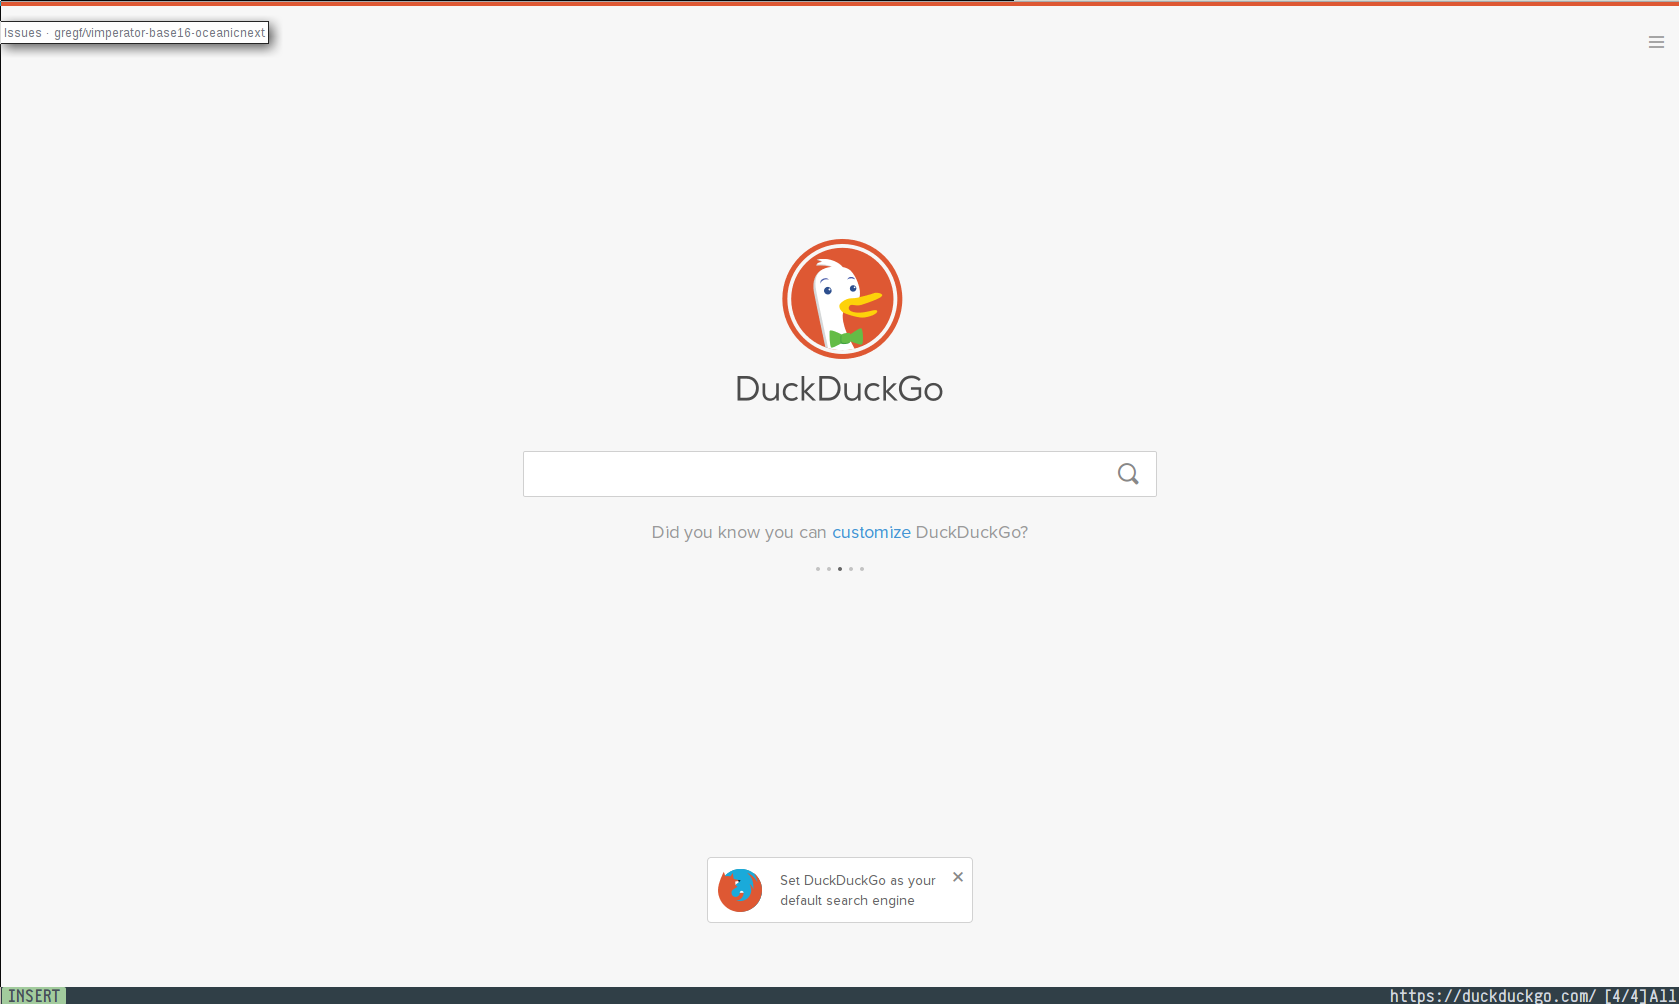 Issues · gregf/vimperator-base16-oceanicnext
DuckDuckGo
Did you know you can customize DuckDuckGo?
Set DuckDuckGo as your
default search engine
INSERT
https://duckduckgo.com/ [4/4]All